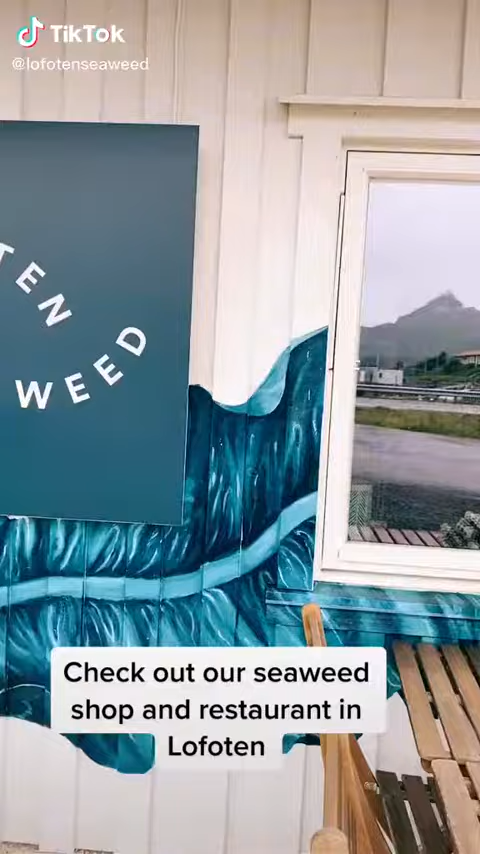 TikTok
@lofotenseaweed
TEN
WEED
Check out our seaweed
shop and restaurant in
Lofoten